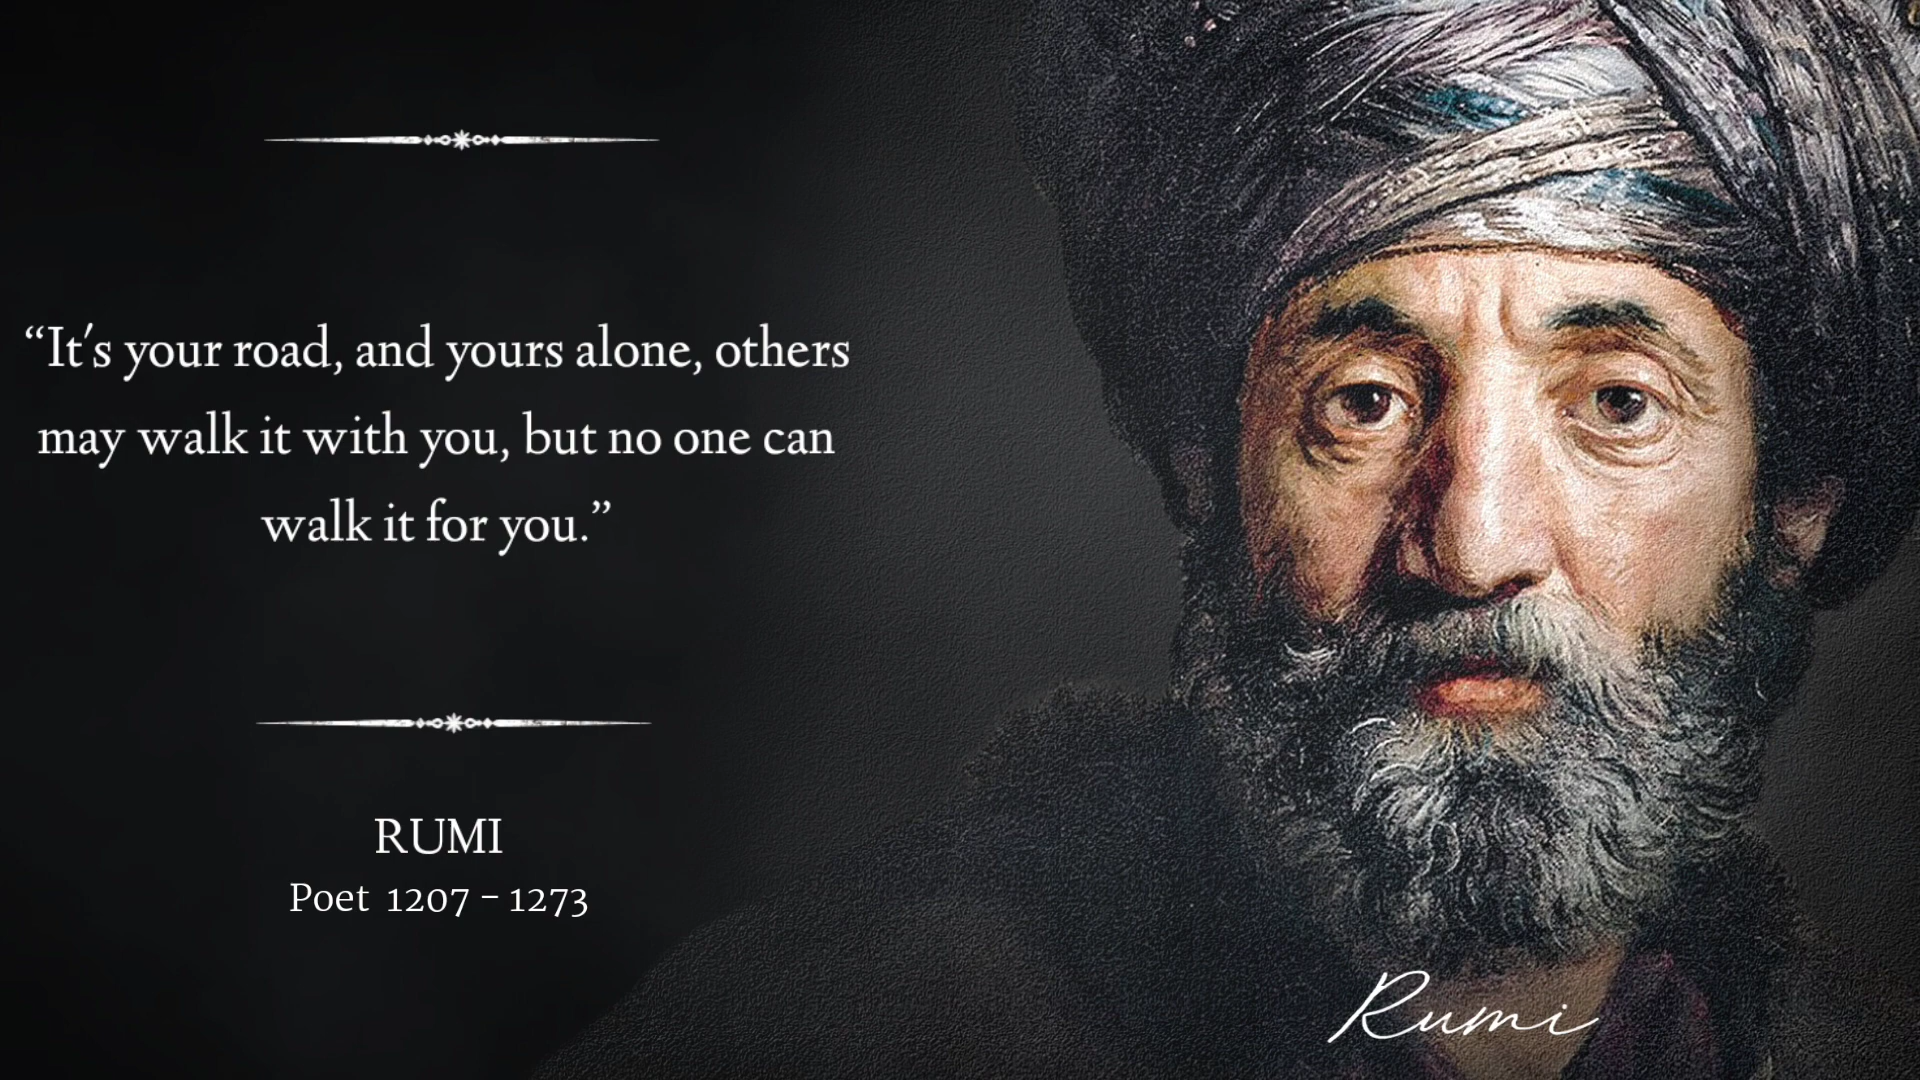 “It's your road, and yours alone, others
may walk it with you, but no one can
walk it for you.”
RUMI
Poet 1207 - 1273
Rumi